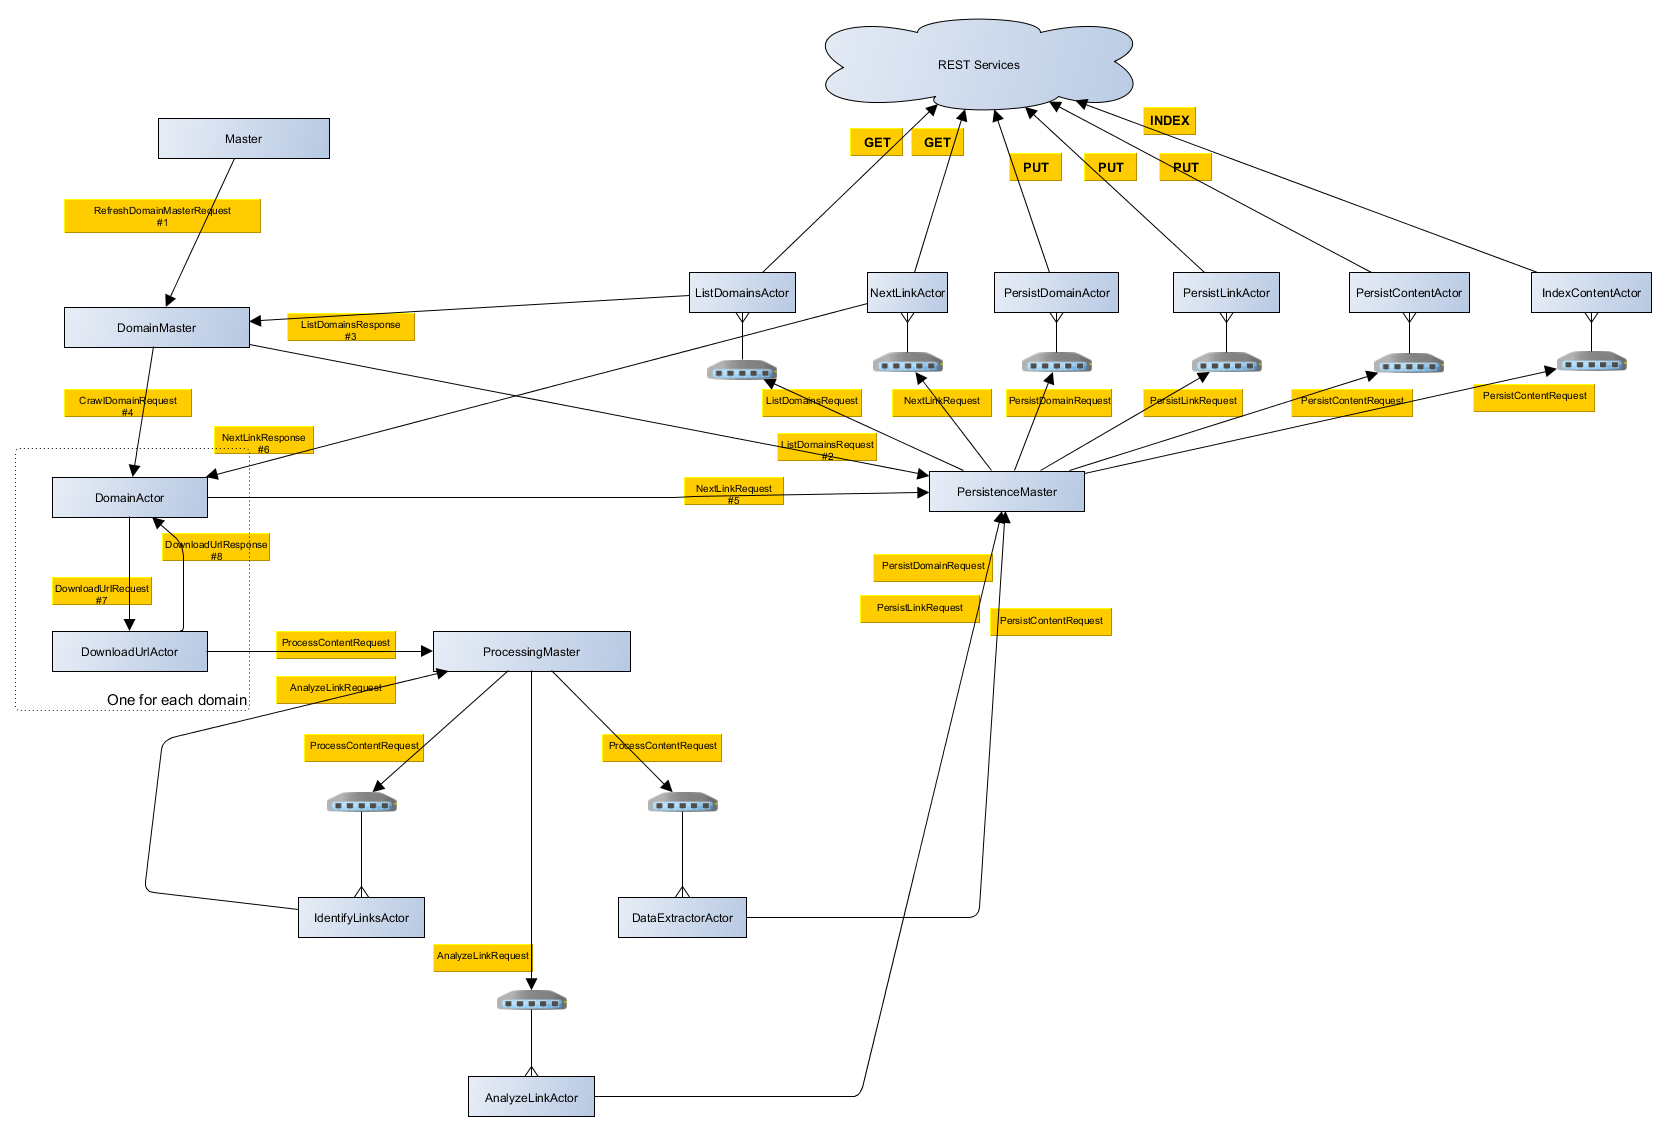 REST Services
INDEX
GET
GET
Master
PUT
PUT
PUT
RefreshDomainMasterRequest
#1
ListDomainsActor
NextLinkActor
PersistDomainActor
PersistLinkActor
PersistContentActor
IndexContentActor
DomainMaster
ListDomainsResponse
#3
CrawlDomainRequest
#4
ListDomainsRequest
NextLinkRequest
PersistDomainRequest
PersistLinkRequest
PersistContentRequest
PersistContentRequest
NextLinkResponse
#6
ListDomainsRequest
#2
DomainActor
NextLinkRequest
#5
PersistenceMaster
DownloadUrlResponse
#8
PersistDomainRequest
DownloadUrlRequest
#7
PersistLinkRequest
PersistContentRequest
DownloadUrlActor
ProcessContentRequest
ProcessingMaster
AnalyzeLinkRequest
One for each domain
ProcessContentRequest
ProcessContentRequest
IdentifyLinksActor
DataExtractorActor
AnalyzeLinkRequest
AnalyzeLinkActor